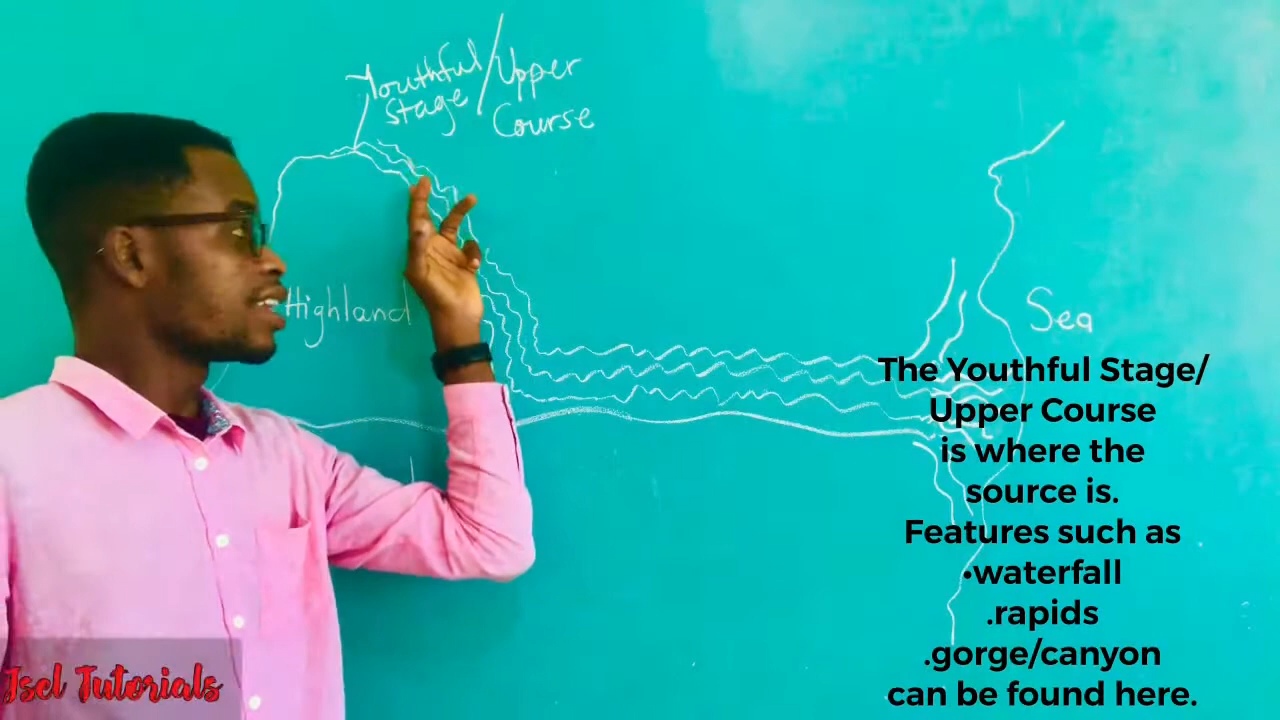 Youthful / Upper
stage Course
Highland
Sea
The Youthful Stage/
Upper Course
is where the
source is.
Features such as
•waterfall
.rapids
.gorge/canyon
can be found here.
Jsel Tutorials